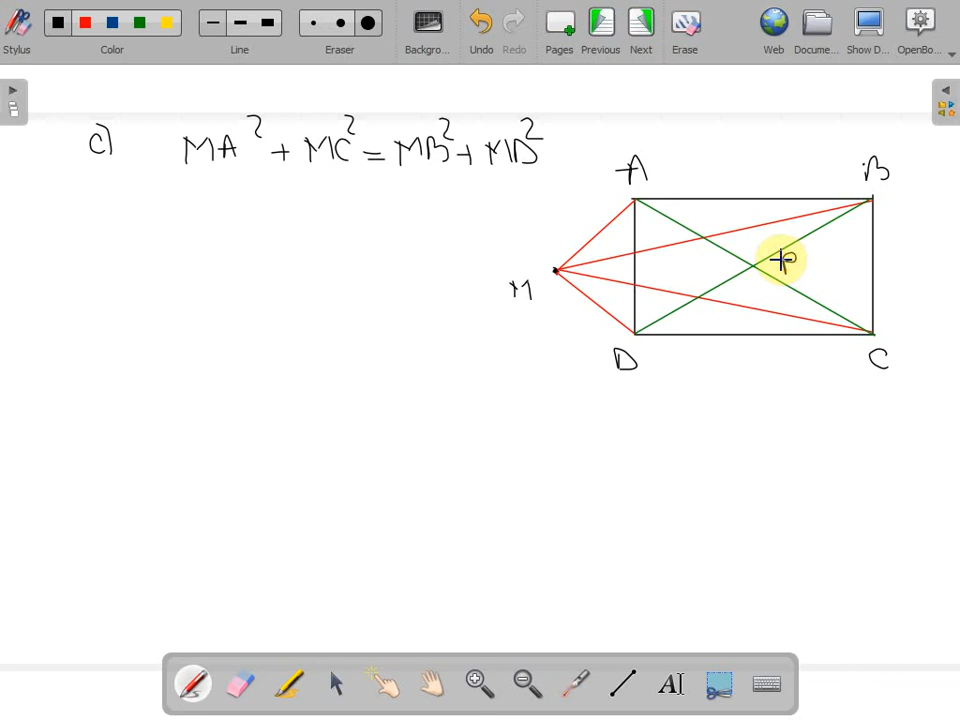 Color
Line
Eraser
Stylus
Backgro...
Undo
Redo
Pages
Previous
Next
Erase
Web
Docume...
Show D...
OpenBo...
c) MA² + MC² = MB² + MD²
A
B
P
M
D
C
A